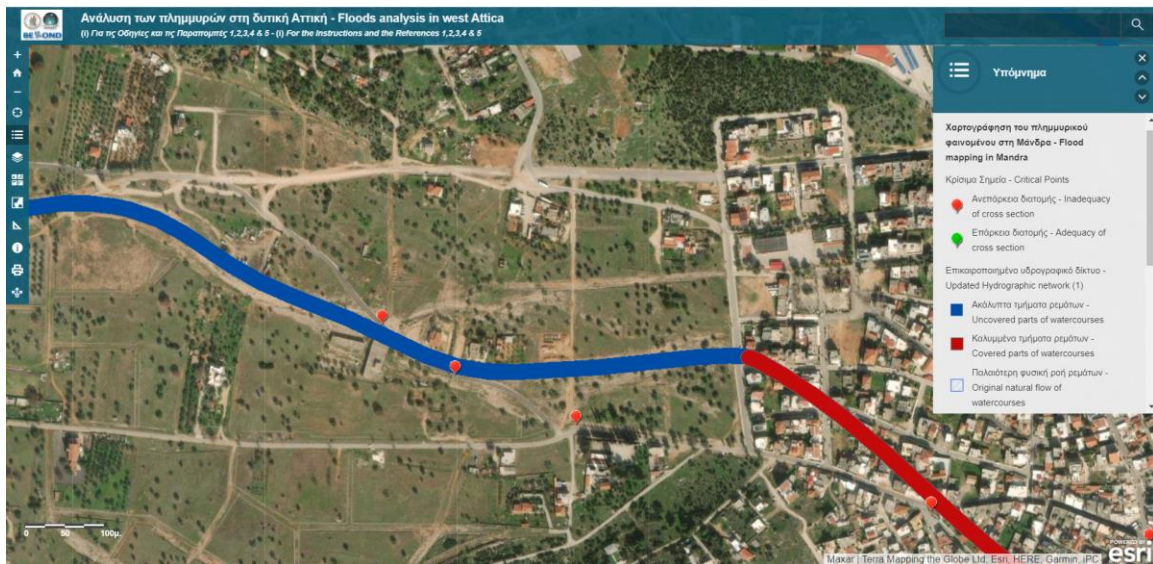 Ανάλυση των πλημμυρών στη δυτική Αττική - Floods analysis in west Attica
(i) Για τις Οδηγίες και τις Παραπομπές 1,2,3,4 & 5 - (i) For the Instructions and the References 1,2,3,4 & 5
BEYOND
Υπόμνημα
Χαρτογράφηση του πλημμυρικού
φαινομένου στη Μάνδρα - Flood
mapping in Mandra
Κρίσιμα Σημεία - Critical Points
Ανεπάρκεια διατομής - Inadequacy
of cross section
Επάρκεια διατομής - Adequacy of
cross section
Επικαιροποιημένο υδρογραφικό δίκτυο -
Updated Hydrographic network (1)
Ακάλυπτα τμήματα ρεμάτων -
Uncovered parts of watercourses
Καλυμμένα τμήματα ρεμάτων -
Covered parts of watercourses
Παλαιότερη φυσική ροή ρεμάτων -
Original natural flow of
watercourses
0 50 100μ.
POWERED BY
esri
Maxar | Terra Mapping the Globe Ltd, Esri, HERE, Garmin, iPC